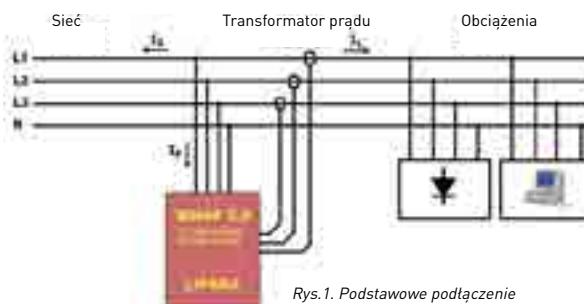 Sieć Transformator prądu Obciążenia
L1
L2
L3
N
Rys.1. Podstawowe podłączenie